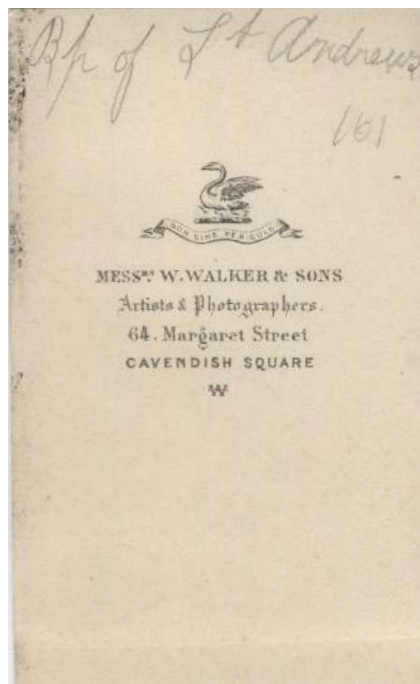 Bp of St Andrews
161
NON SINE PERICULO
MESSRS. W. WALKER & SONS
Artists & Photographers.
64. Margaret Street
CAVENDISH SQUARE
W